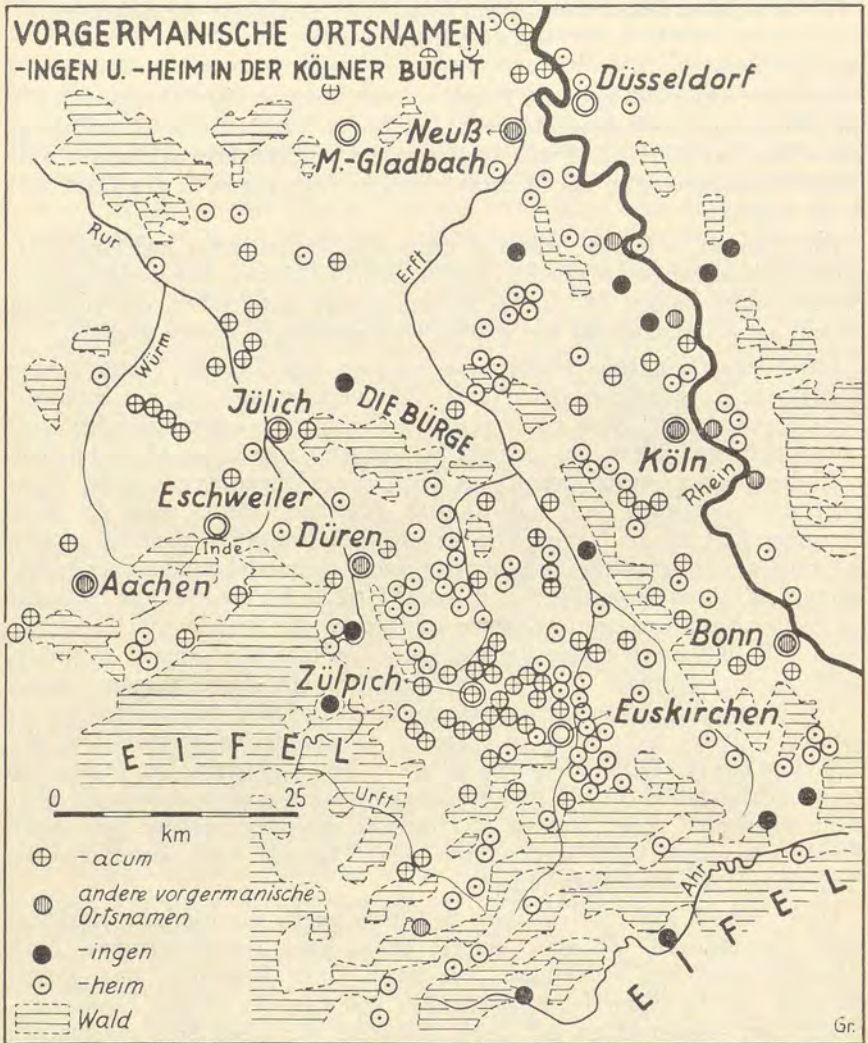 VORGERMANISCHE ORTSNAMEN
-INGEN U. -HEIM IN DER KÖLNER BUCHT
Düsseldorf
Neuß
M.-Gladbach
Rur
Erft
Würm
Jülich
DIE BÜRGE
Köln
Rhein
Eschweiler
Inde
Düren
Aachen
Bonn
Zülpich
Euskirchen
EIFEL
0 25
km
Urft
-acum
andere vorgermanische
Ortsnamen
-ingen
-heim
Wald
Ahr
EIFEL
Gr.